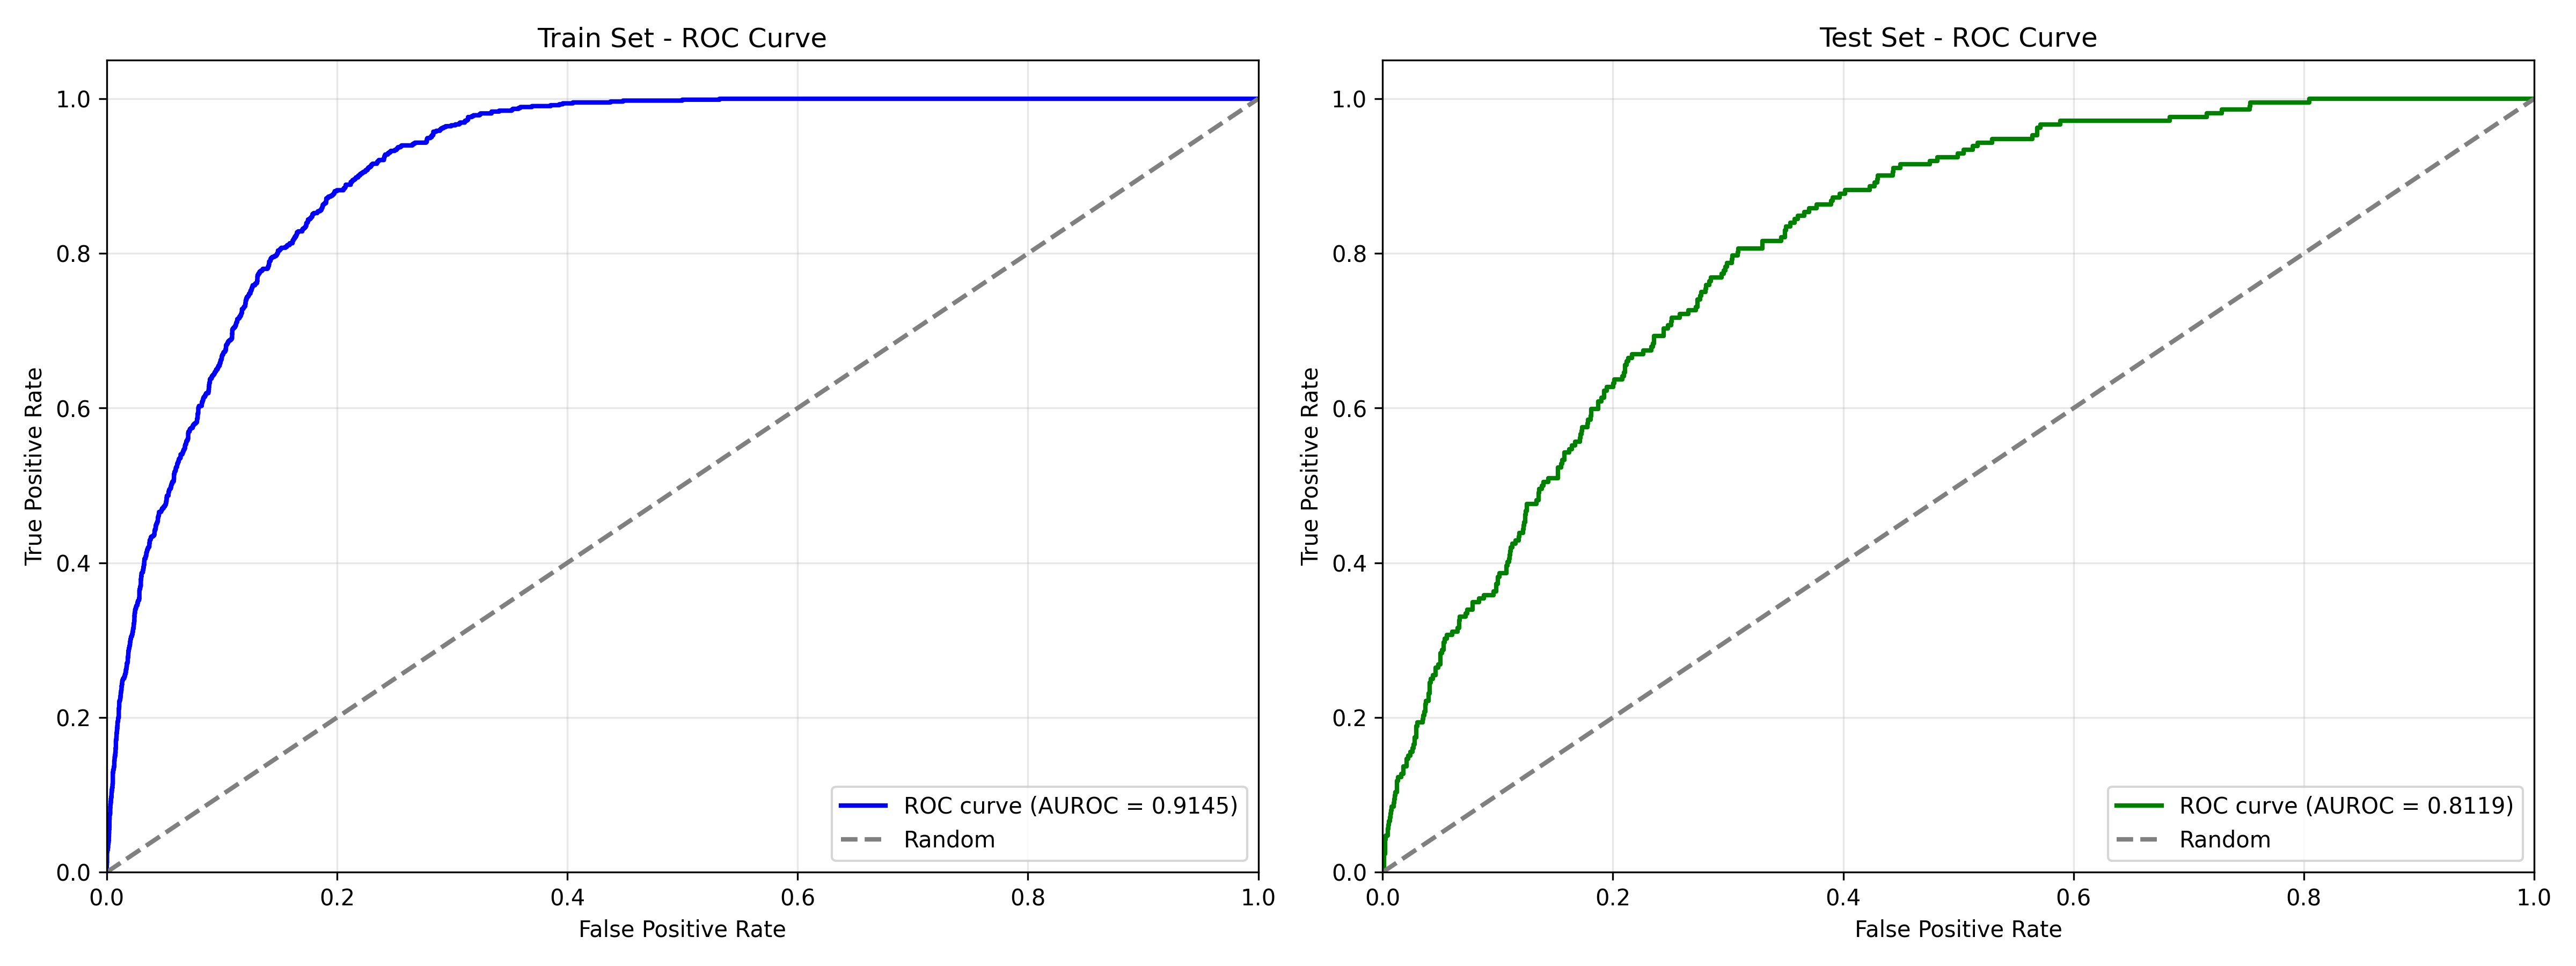 Train Set - ROC Curve
True Positive Rate
1.0
0.8
0.6
0.4
0.2
0.0
ROC curve (AUROC = 0.9145)
Random
0.0 0.2 0.4 0.6 0.8 1.0
False Positive Rate
Test Set - ROC Curve
True Positive Rate
1.0
0.8
0.6
0.4
0.2
0.0
ROC curve (AUROC = 0.8119)
Random
0.0 0.2 0.4 0.6 0.8 1.0
False Positive Rate